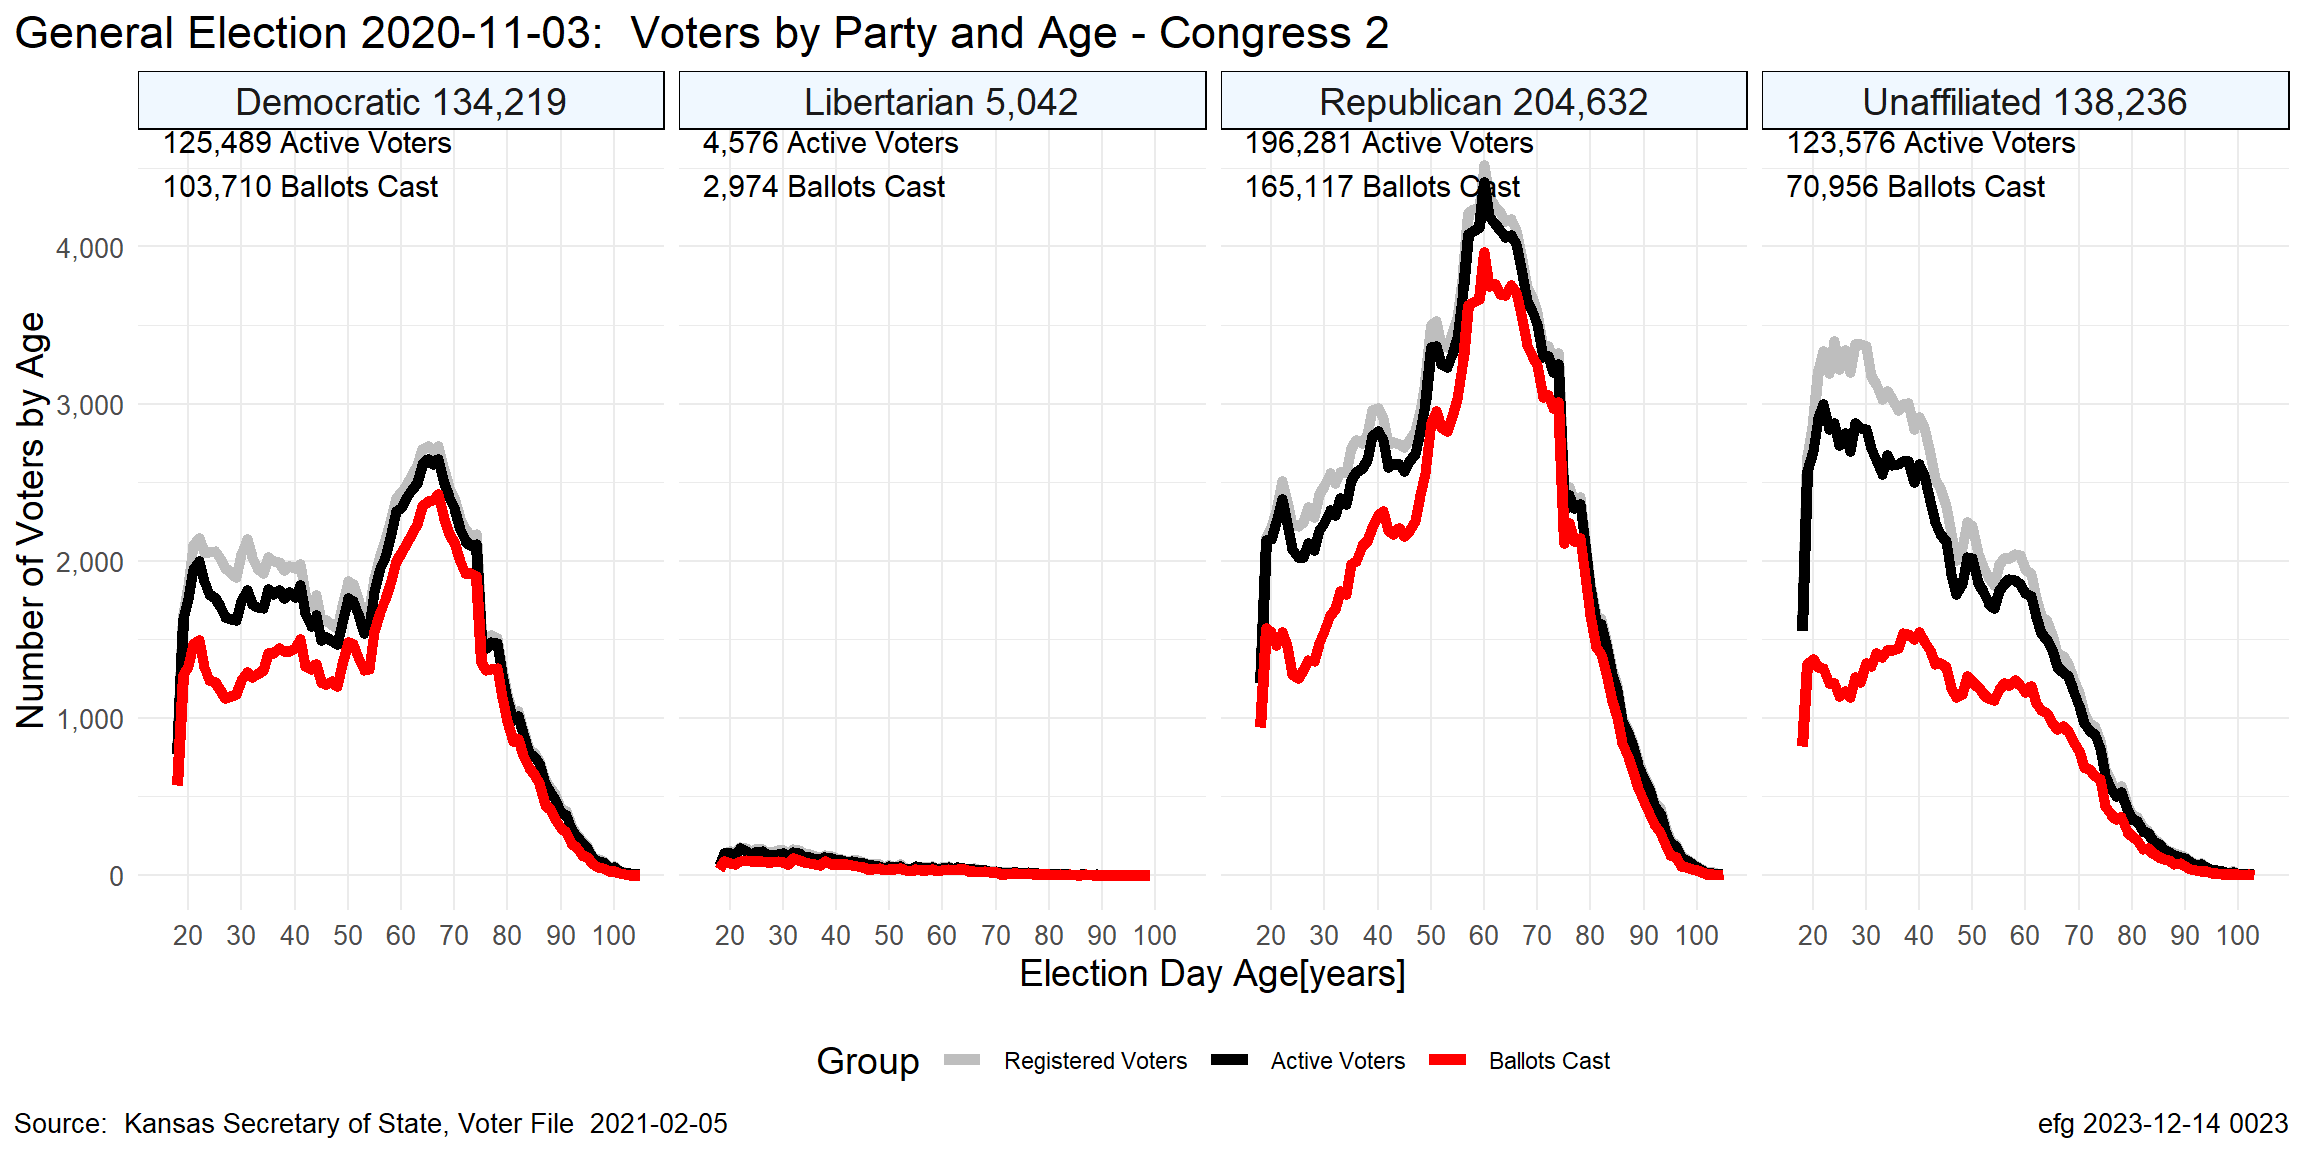 General Election 2020-11-03:  Voters by Party and Age - Congress 2
Democratic 134,219
Libertarian 5,042
Republican 204,632
Unaffiliated 138,236
125,489 Active Voters
103,710 Ballots Cast
4,576 Active Voters
2,974 Ballots Cast
196,281 Active Voters
165,117 Ballots Cast
123,576 Active Voters
70,956 Ballots Cast
Number of Voters by Age
4,000
3,000
2,000
1,000
0
20 30 40 50 60 70 80 90 100
20 30 40 50 60 70 80 90 100
20 30 40 50 60 70 80 90 100
20 30 40 50 60 70 80 90 100
Election Day Age[years]
Group Registered Voters Active Voters Ballots Cast
Source:  Kansas Secretary of State, Voter File  2021-02-05
efg 2023-12-14 0023